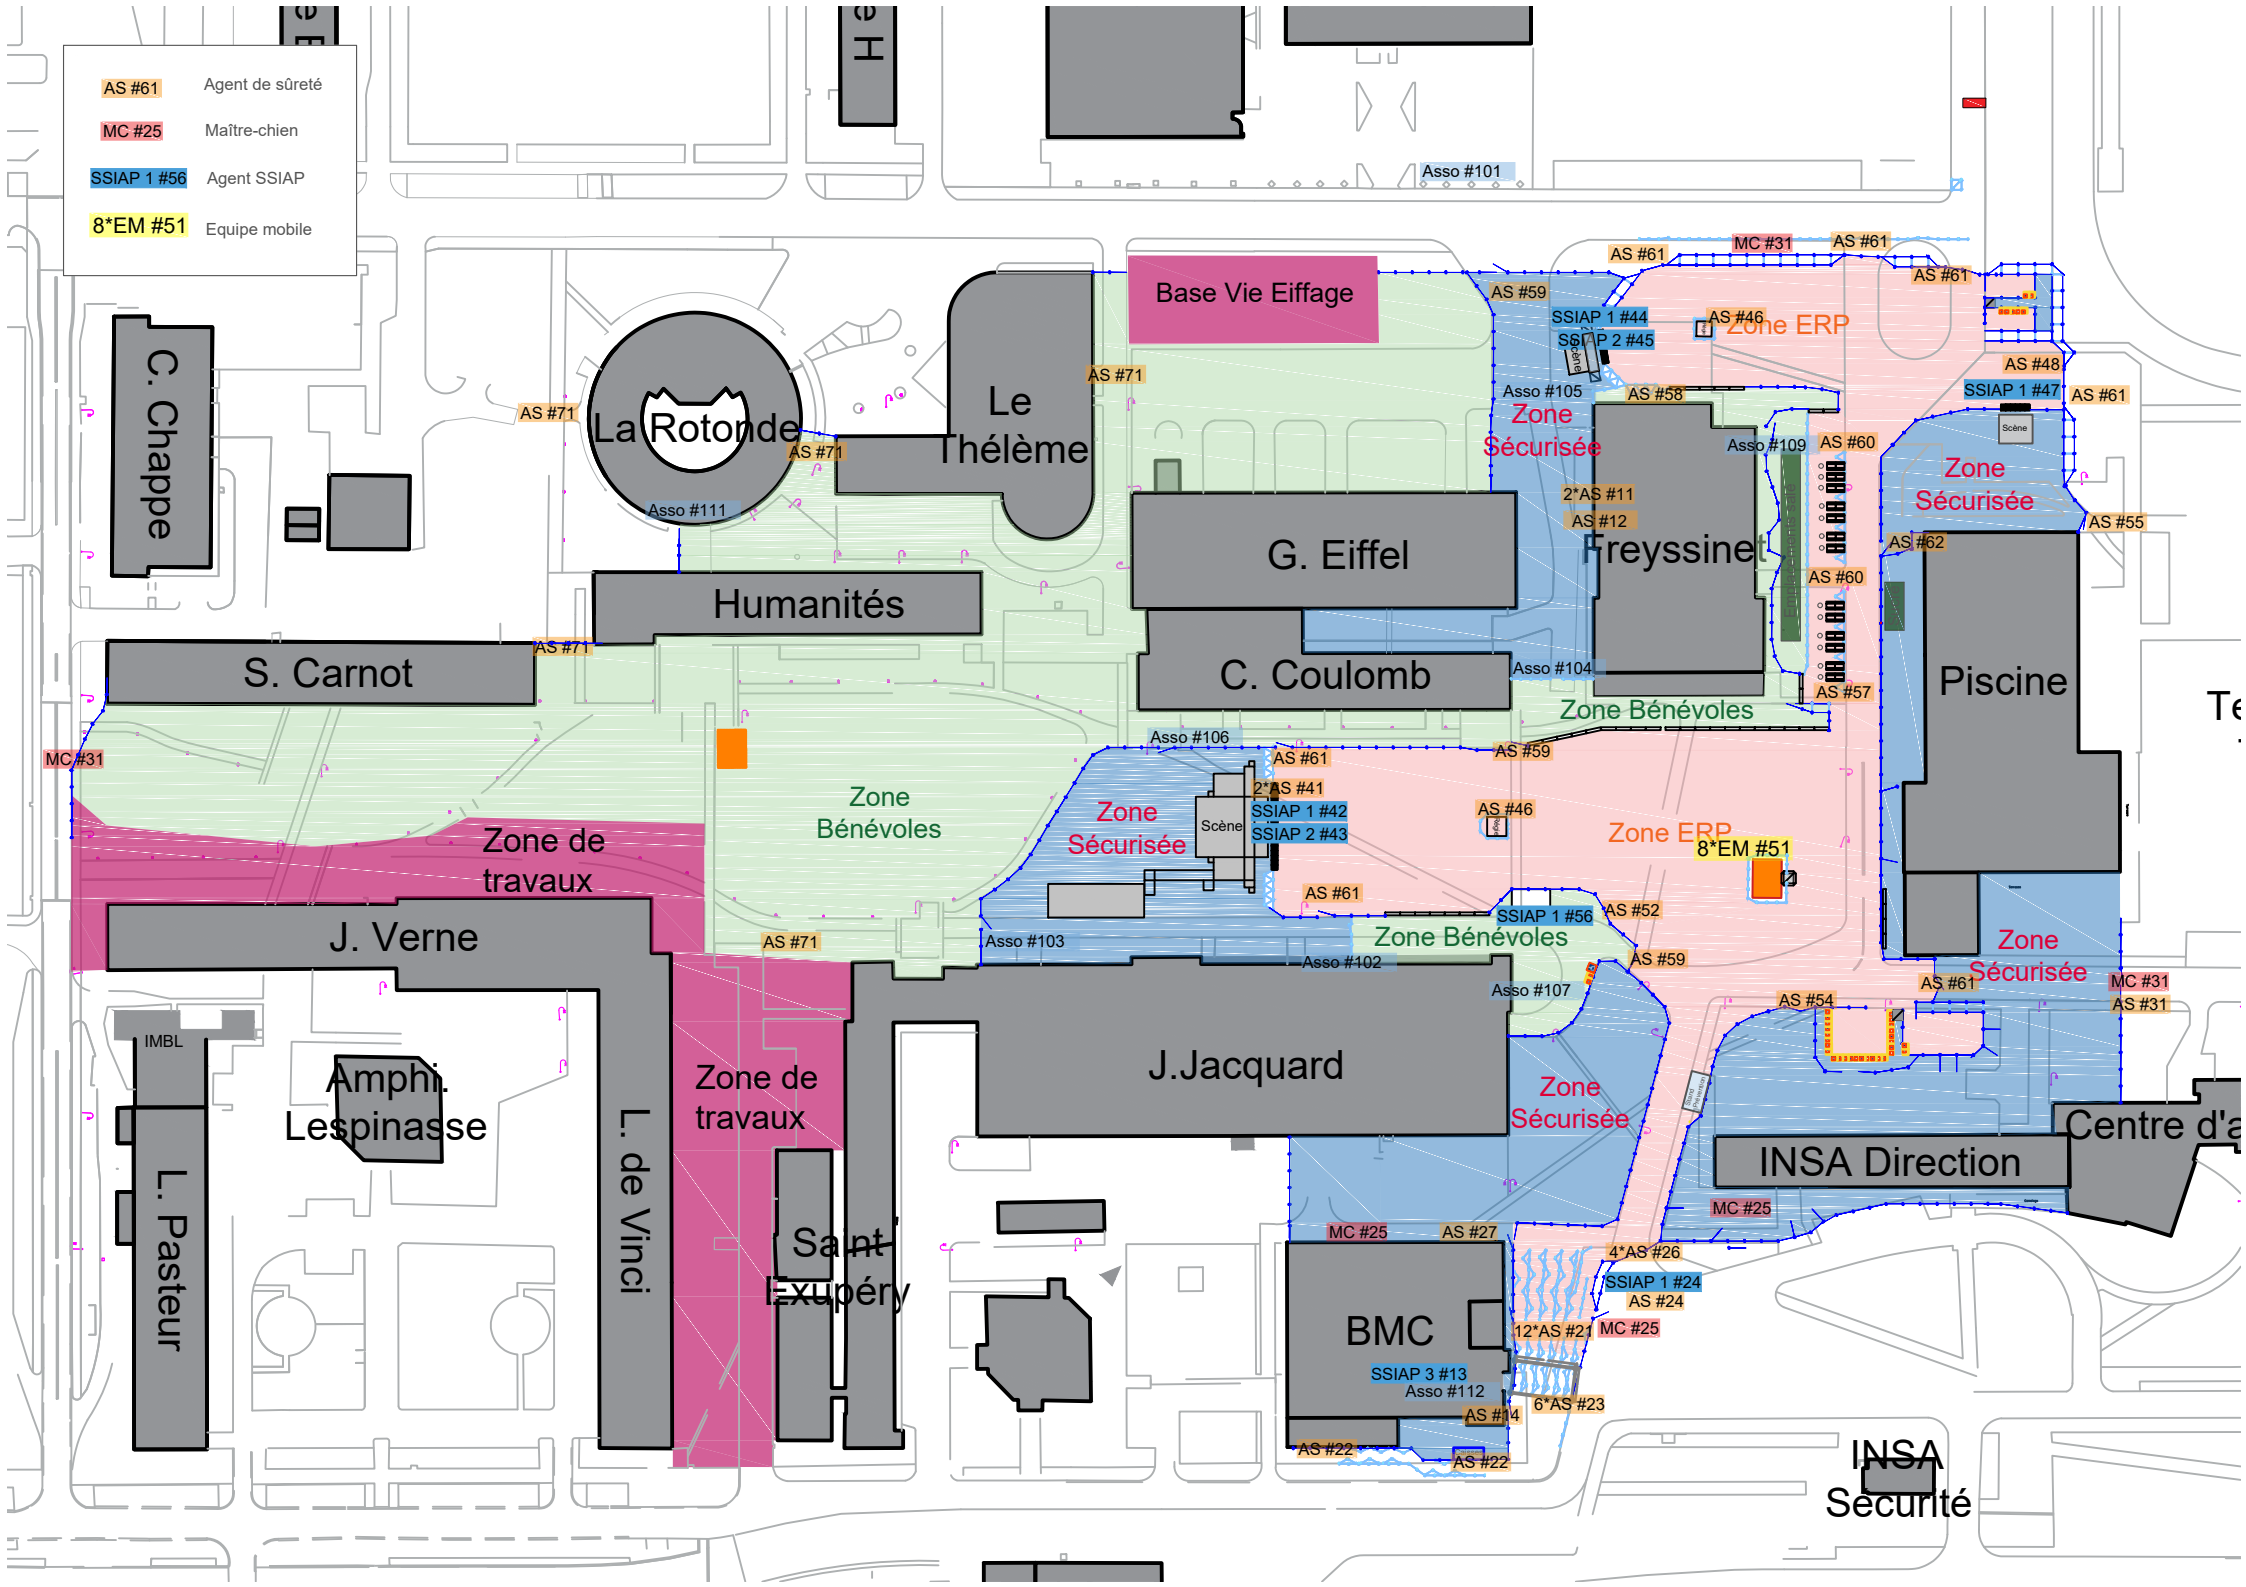 e E
e H
AS #61 Agent de sûreté
MC #25 Maître-chien
SSIAP 1 #56 Agent SSIAP
8*EM #51 Equipe mobile
Asso #101
AS #61
MC #31
AS #61
AS #61
Base Vie Eiffage
AS #59
SSIAP 1 #44
AS #46
Zone ERP
SSIAP 2 #45
Scène
AS #48
AS #71
Asso #105
AS #58
SSIAP 1 #47
AS #61
C. Chappe
AS #71
La Rotonde
AS #71
Le
Thélème
Zone
Sécurisée
Asso #109
AS #60
Scène
Zone
Sécurisée
2*AS #11
AS #12
Asso #111
AS #55
AS #62
G. Eiffel
Freyssinet
AS #60
Humanités
AS #71
S. Carnot
C. Coulomb
Asso #104
AS #57
Piscine
Te
Zone Bénévoles
MC #31
Asso #106
AS #61
AS #59
2*AS #41
SSIAP 1 #42
SSIAP 2 #43
Scène
Zone
Sécurisée
Zone
Bénévoles
AS #46
Régie
Zone ERP
8*EM #51
Zone de
travaux
AS #61
SSIAP 1 #56
AS #52
J. Verne
AS #71
Asso #103
Zone Bénévoles
Asso #102
AS #59
Asso #107
Zone
Sécurisée
AS #61
MC #31
AS #31
AS #54
IMBL
Amphi.
Lespinasse
Zone de
travaux
J.Jacquard
Zone
Sécurisée
Stand
Prévention
Centre d'a
INSA Direction
L. Pasteur
L. de Vinci
MC #25
Saint
Exupéry
MC #25
AS #27
4*AS #26
SSIAP 1 #24
AS #24
BMC
12*AS #21
MC #25
SSIAP 3 #13
Asso #112
6*AS #23
AS #14
AS #22
AS #22
INSA
Sécurité